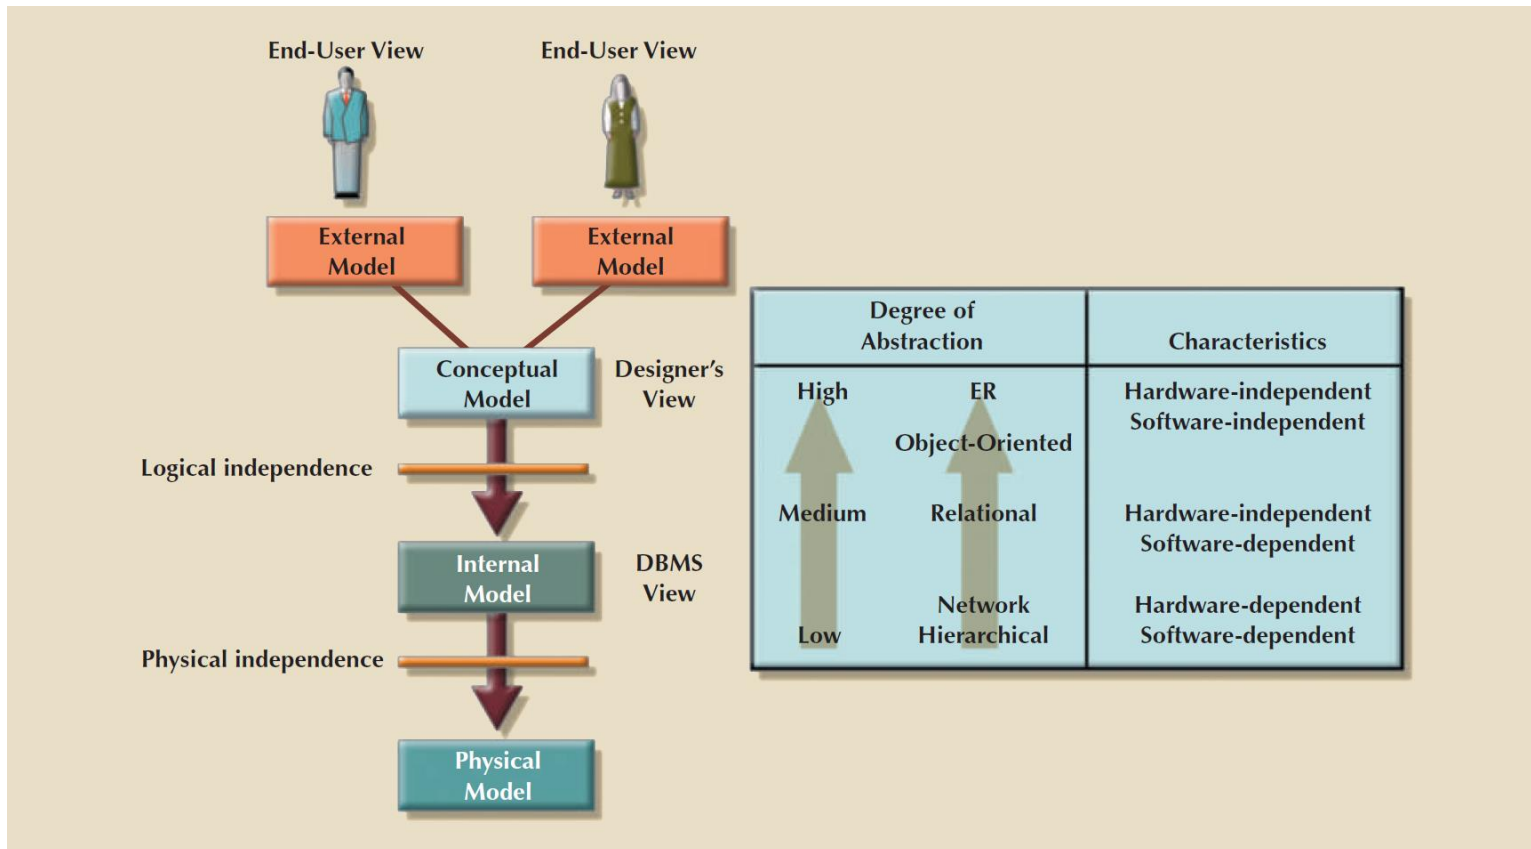 End-User View
End-User View
External
Model
External
Model
Conceptual
Model
Designer's
View
Logical independence
Internal
Model
DBMS
View
Physical independence
Physical
Model
Degree of
Abstraction
Characteristics
High
ER
Hardware-independent
Software-independent
Object-Oriented
Medium
Relational
Hardware-independent
Software-dependent
Low
Network
Hierarchical
Hardware-dependent
Software-dependent